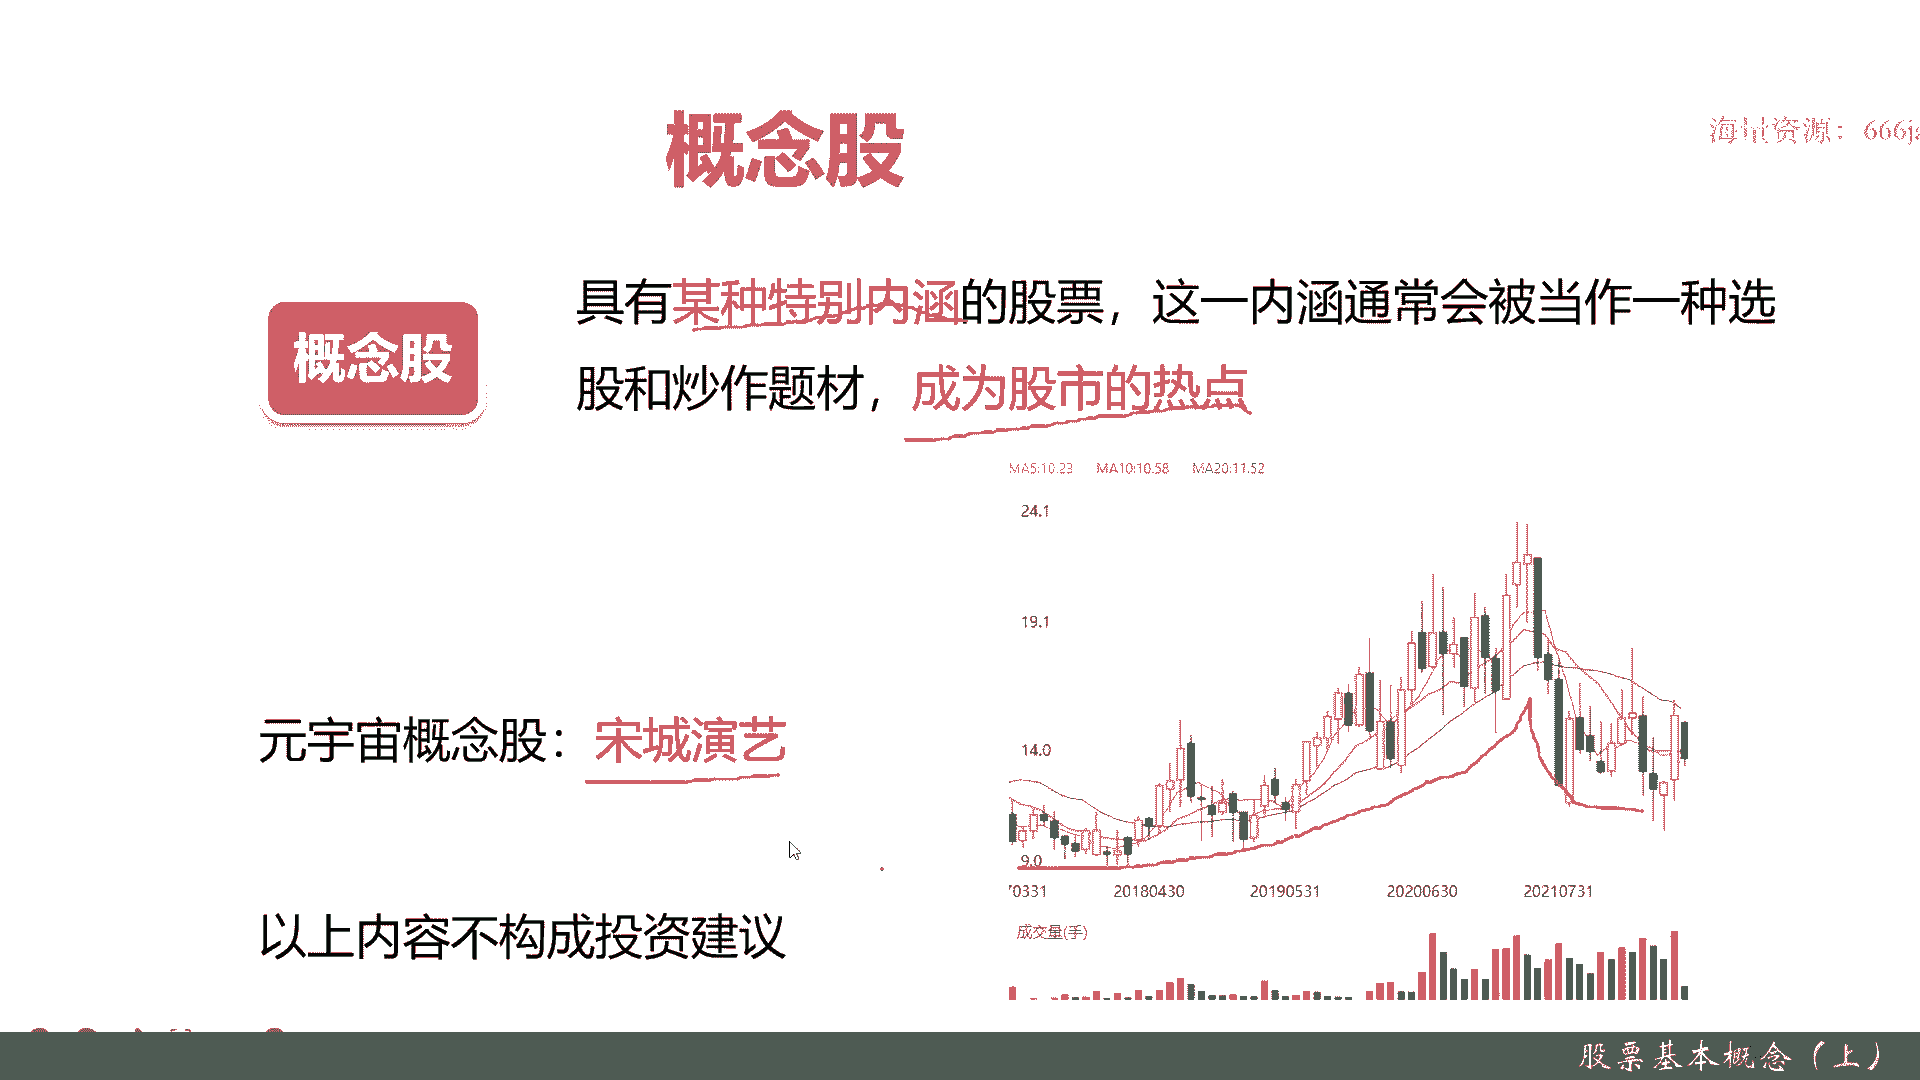 概念股
海量资源：666ja
概念股
具有某种特别内涵的股票，这一内涵通常会被当作一种选
股和炒作题材，成为股市的热点
MA5:10.23 MA10:10.58 MA20:11.52
24.1
19.1
14.0
9.0
0331 20180430 20190531 20200630 20210731
成交量(手)
元宇宙概念股：宋城演艺
以上内容不构成投资建议
股票基本概念（上）